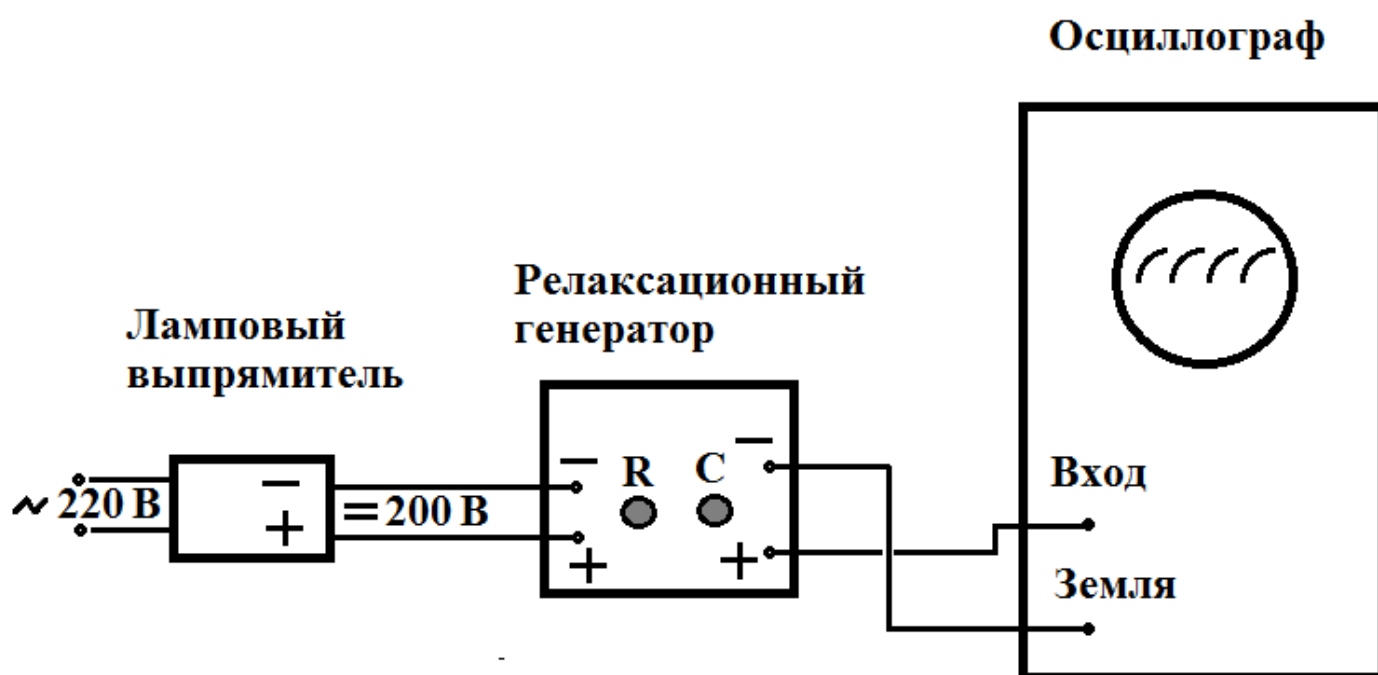 Осциллограф
Релаксационный
генератор
Ламповый
выпрямитель
− R C −
Вход
~ 220 В − = 200 В
+ + +
Земля